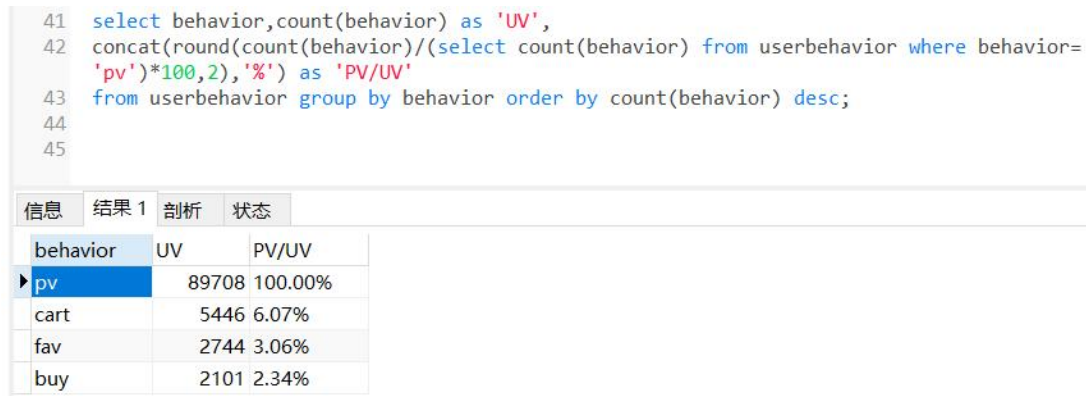 41 select behavior,count(behavior) as 'UV',
42 concat(round(count(behavior)/(select count(behavior) from userbehavior where behavior=
'pv')*100,2),'%') as 'PV/UV'
43 from userbehavior group by behavior order by count(behavior) desc;
44
45
信息 结果 1 剖析 状态
behavior UV PV/UV
pv 89708 100.00%
cart 5446 6.07%
fav 2744 3.06%
buy 2101 2.34%